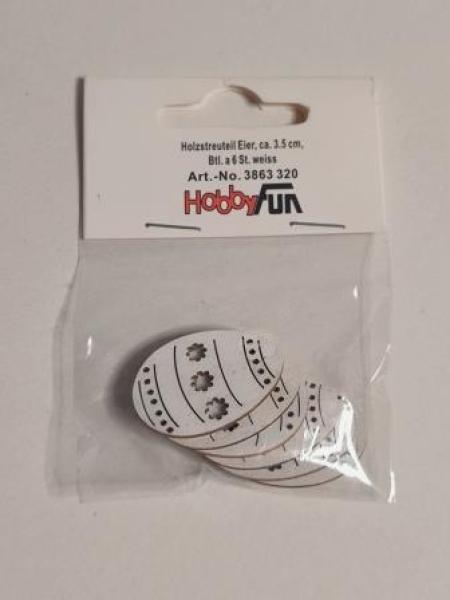 Holzstreuteil Eier, ca. 3.5 cm,
Btl. a 6 St. weiss
Art.-No. 3863 320
HobbyFun